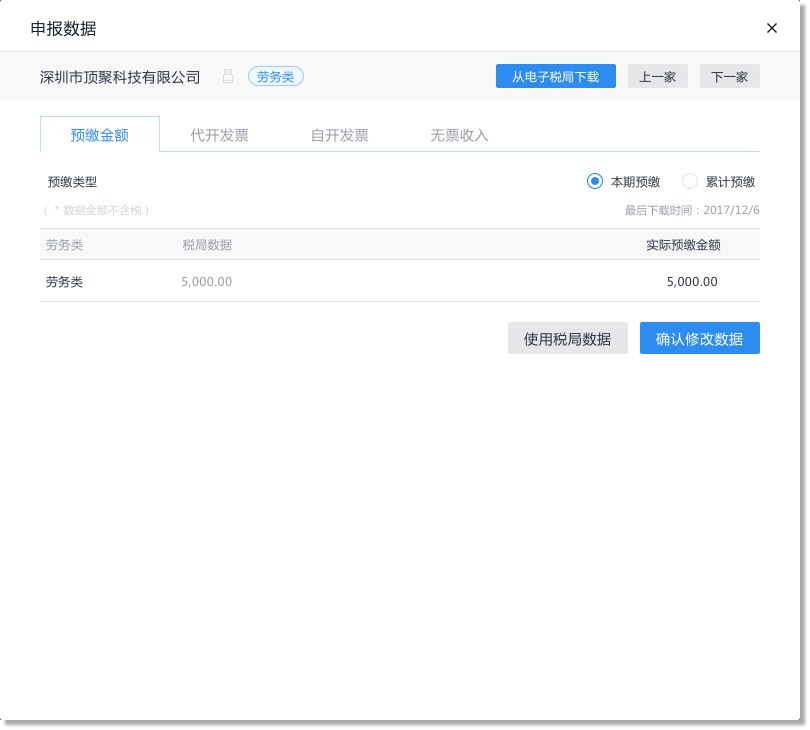 申报数据
深圳市顶聚科技有限公司 劳务类 从电子税局下载 上一家 下一家
预缴金额 代开发票 自开发票 无票收入
预缴类型 本期预缴 累计预缴
( * 数据金额不含税 ) 最后下载时间：2017/12/6
劳务类 税局数据 实际预缴金额
劳务类 5,000.00 5,000.00
使用税局数据 确认修改数据